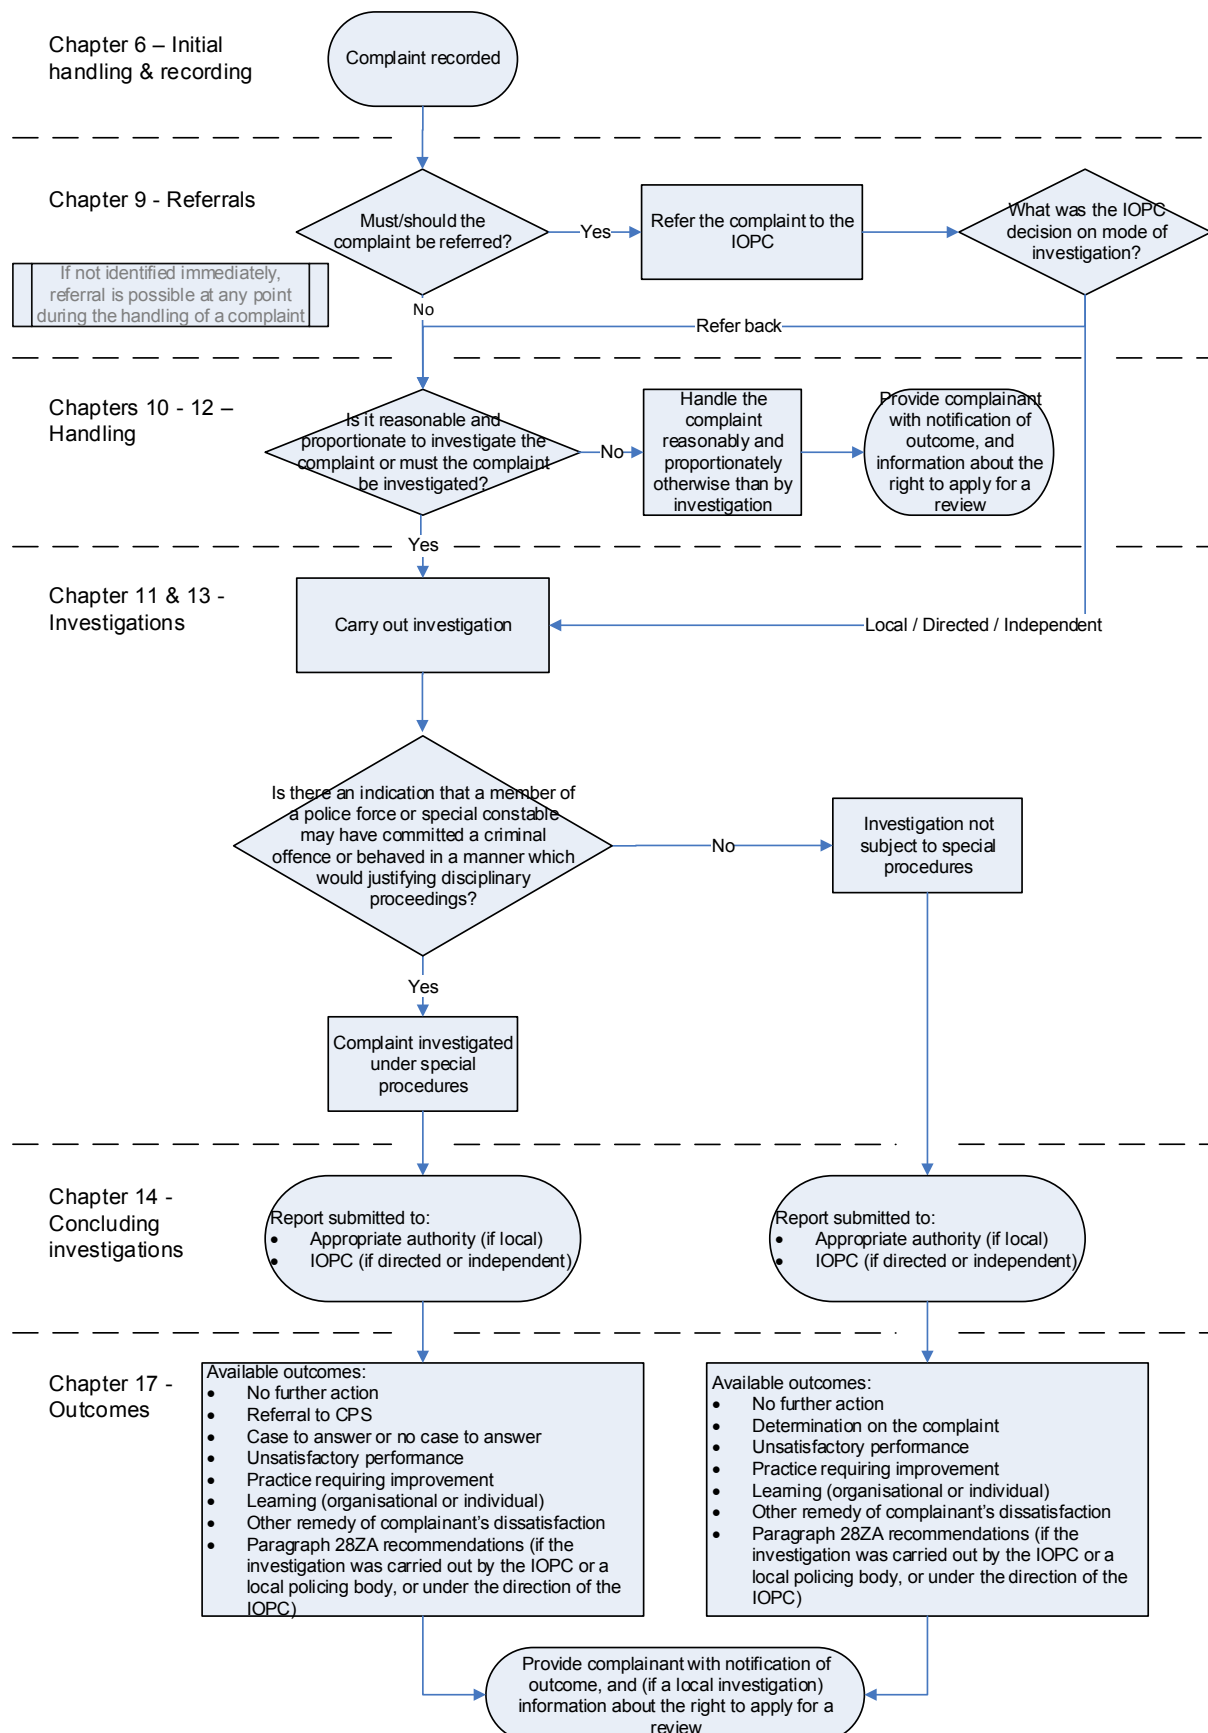 Chapter 6 – Initial
handling & recording
Complaint recorded
Chapter 9 - Referrals
Must/should the
complaint be referred?
Yes
Refer the complaint to the
IOPC
What was the IOPC
decision on mode of
investigation?
If not identified immediately,
referral is possible at any point
during the handling of a complaint
No
Refer back
Chapters 10 - 12 –
Handling
Is it reasonable and
proportionate to investigate the
complaint or must the complaint
be investigated?
No
Handle the
complaint
reasonably and
proportionately
otherwise than by
investigation
Provide complainant
with notification of
outcome, and
information about the
right to apply for a
review
Yes
Chapter 11 & 13 -
Investigations
Carry out investigation
Local / Directed / Independent
Is there an indication that a member of
a police force or special constable
may have committed a criminal
offence or behaved in a manner which
would justifying disciplinary
proceedings?
No
Investigation not
subject to special
procedures
Yes
Complaint investigated
under special
procedures
Chapter 14 -
Concluding
investigations
Report submitted to:
• Appropriate authority (if local)
• IOPC (if directed or independent)
Report submitted to:
• Appropriate authority (if local)
• IOPC (if directed or independent)
Chapter 17 -
Outcomes
Available outcomes:
• No further action
• Referral to CPS
• Case to answer or no case to answer
• Unsatisfactory performance
• Practice requiring improvement
• Learning (organisational or individual)
• Other remedy of complainant’s dissatisfaction
• Paragraph 28ZA recommendations (if the
investigation was carried out by the IOPC or a
local policing body, or under the direction of the
IOPC)
Available outcomes:
• No further action
• Determination on the complaint
• Unsatisfactory performance
• Practice requiring improvement
• Learning (organisational or individual)
• Other remedy of complainant’s dissatisfaction
• Paragraph 28ZA recommendations (if the
investigation was carried out by the IOPC or a
local policing body, or under the direction of the
IOPC)
Provide complainant with notification of
outcome, and (if a local investigation)
information about the right to apply for a
review